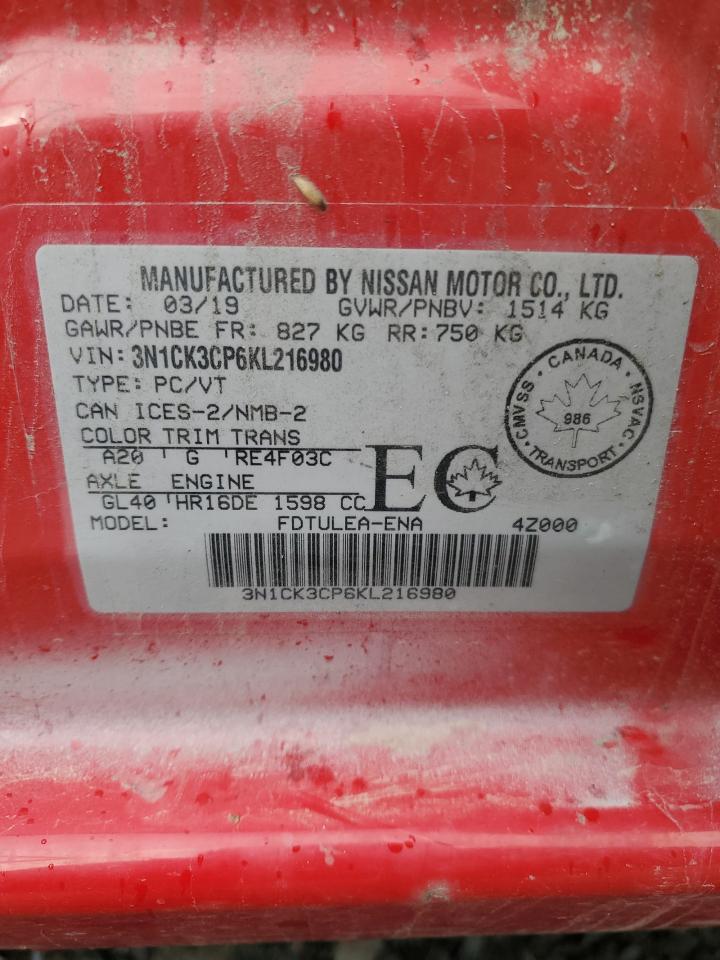 MANUFACTURED BY NISSAN MOTOR CO., LTD.
DATE: 03/19 GVWR/PNBV: 1514 KG
GAWR/PNBE FR: 827 KG RR: 750 KG
VIN: 3N1CK3CP6KL216980
TYPE: PC/VT
CAN ICES-2/NMB-2
COLOR TRIM TRANS
A20 G RE4F03C
AXLE ENGINE
GL40 HR16DE 1598 CC
EC
MODEL: FDTULEA-ENA 4Z000
3N1CK3CP6KL216980
CANADA
CMVSS NSVAC
986
TRANSPORT